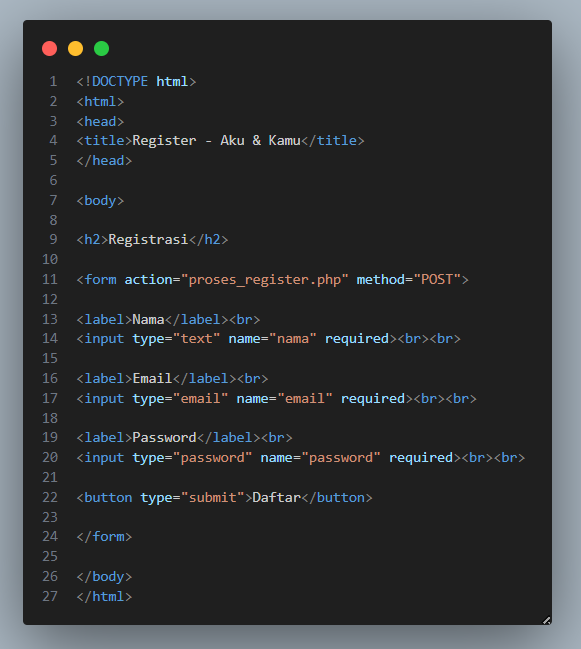 1 <!DOCTYPE html>
2 <html>
3 <head>
4 <title>Register - Aku & Kamu</title>
5 </head>
6
7 <body>
8
9 <h2>Registrasi</h2>
10
11 <form action="proses_register.php" method="POST">
12
13 <label>Nama</label><br>
14 <input type="text" name="nama" required><br><br>
15
16 <label>Email</label><br>
17 <input type="email" name="email" required><br><br>
18
19 <label>Password</label><br>
20 <input type="password" name="password" required><br><br>
21
22 <button type="submit">Daftar</button>
23
24 </form>
25
26 </body>
27 </html>